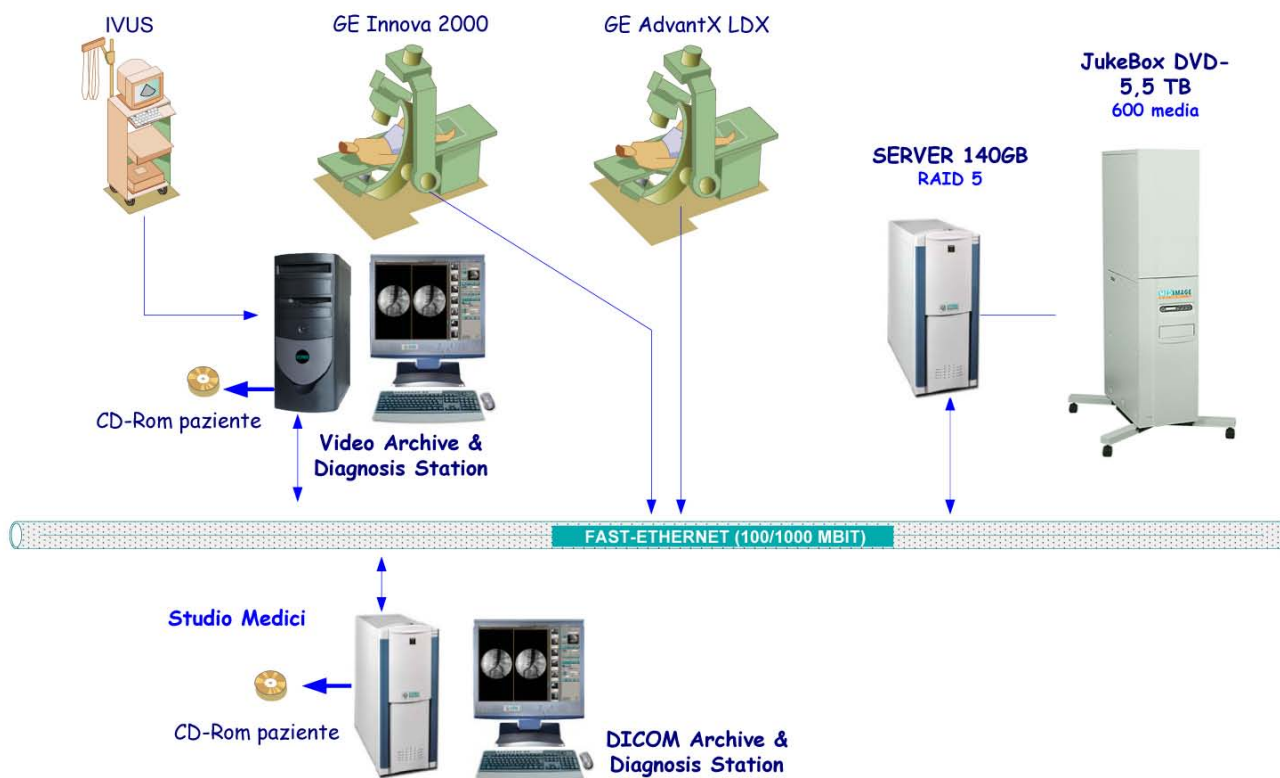 IVUS
GE Innova 2000
GE AdvantX LDX
JukeBox DVD-
5,5 TB
600 media
SERVER 140GB
RAID 5
CD-Rom paziente
Video Archive &
Diagnosis Station
FAST-ETHERNET (100/1000 MBIT)
Studio Medici
CD-Rom paziente
DICOM Archive &
Diagnosis Station